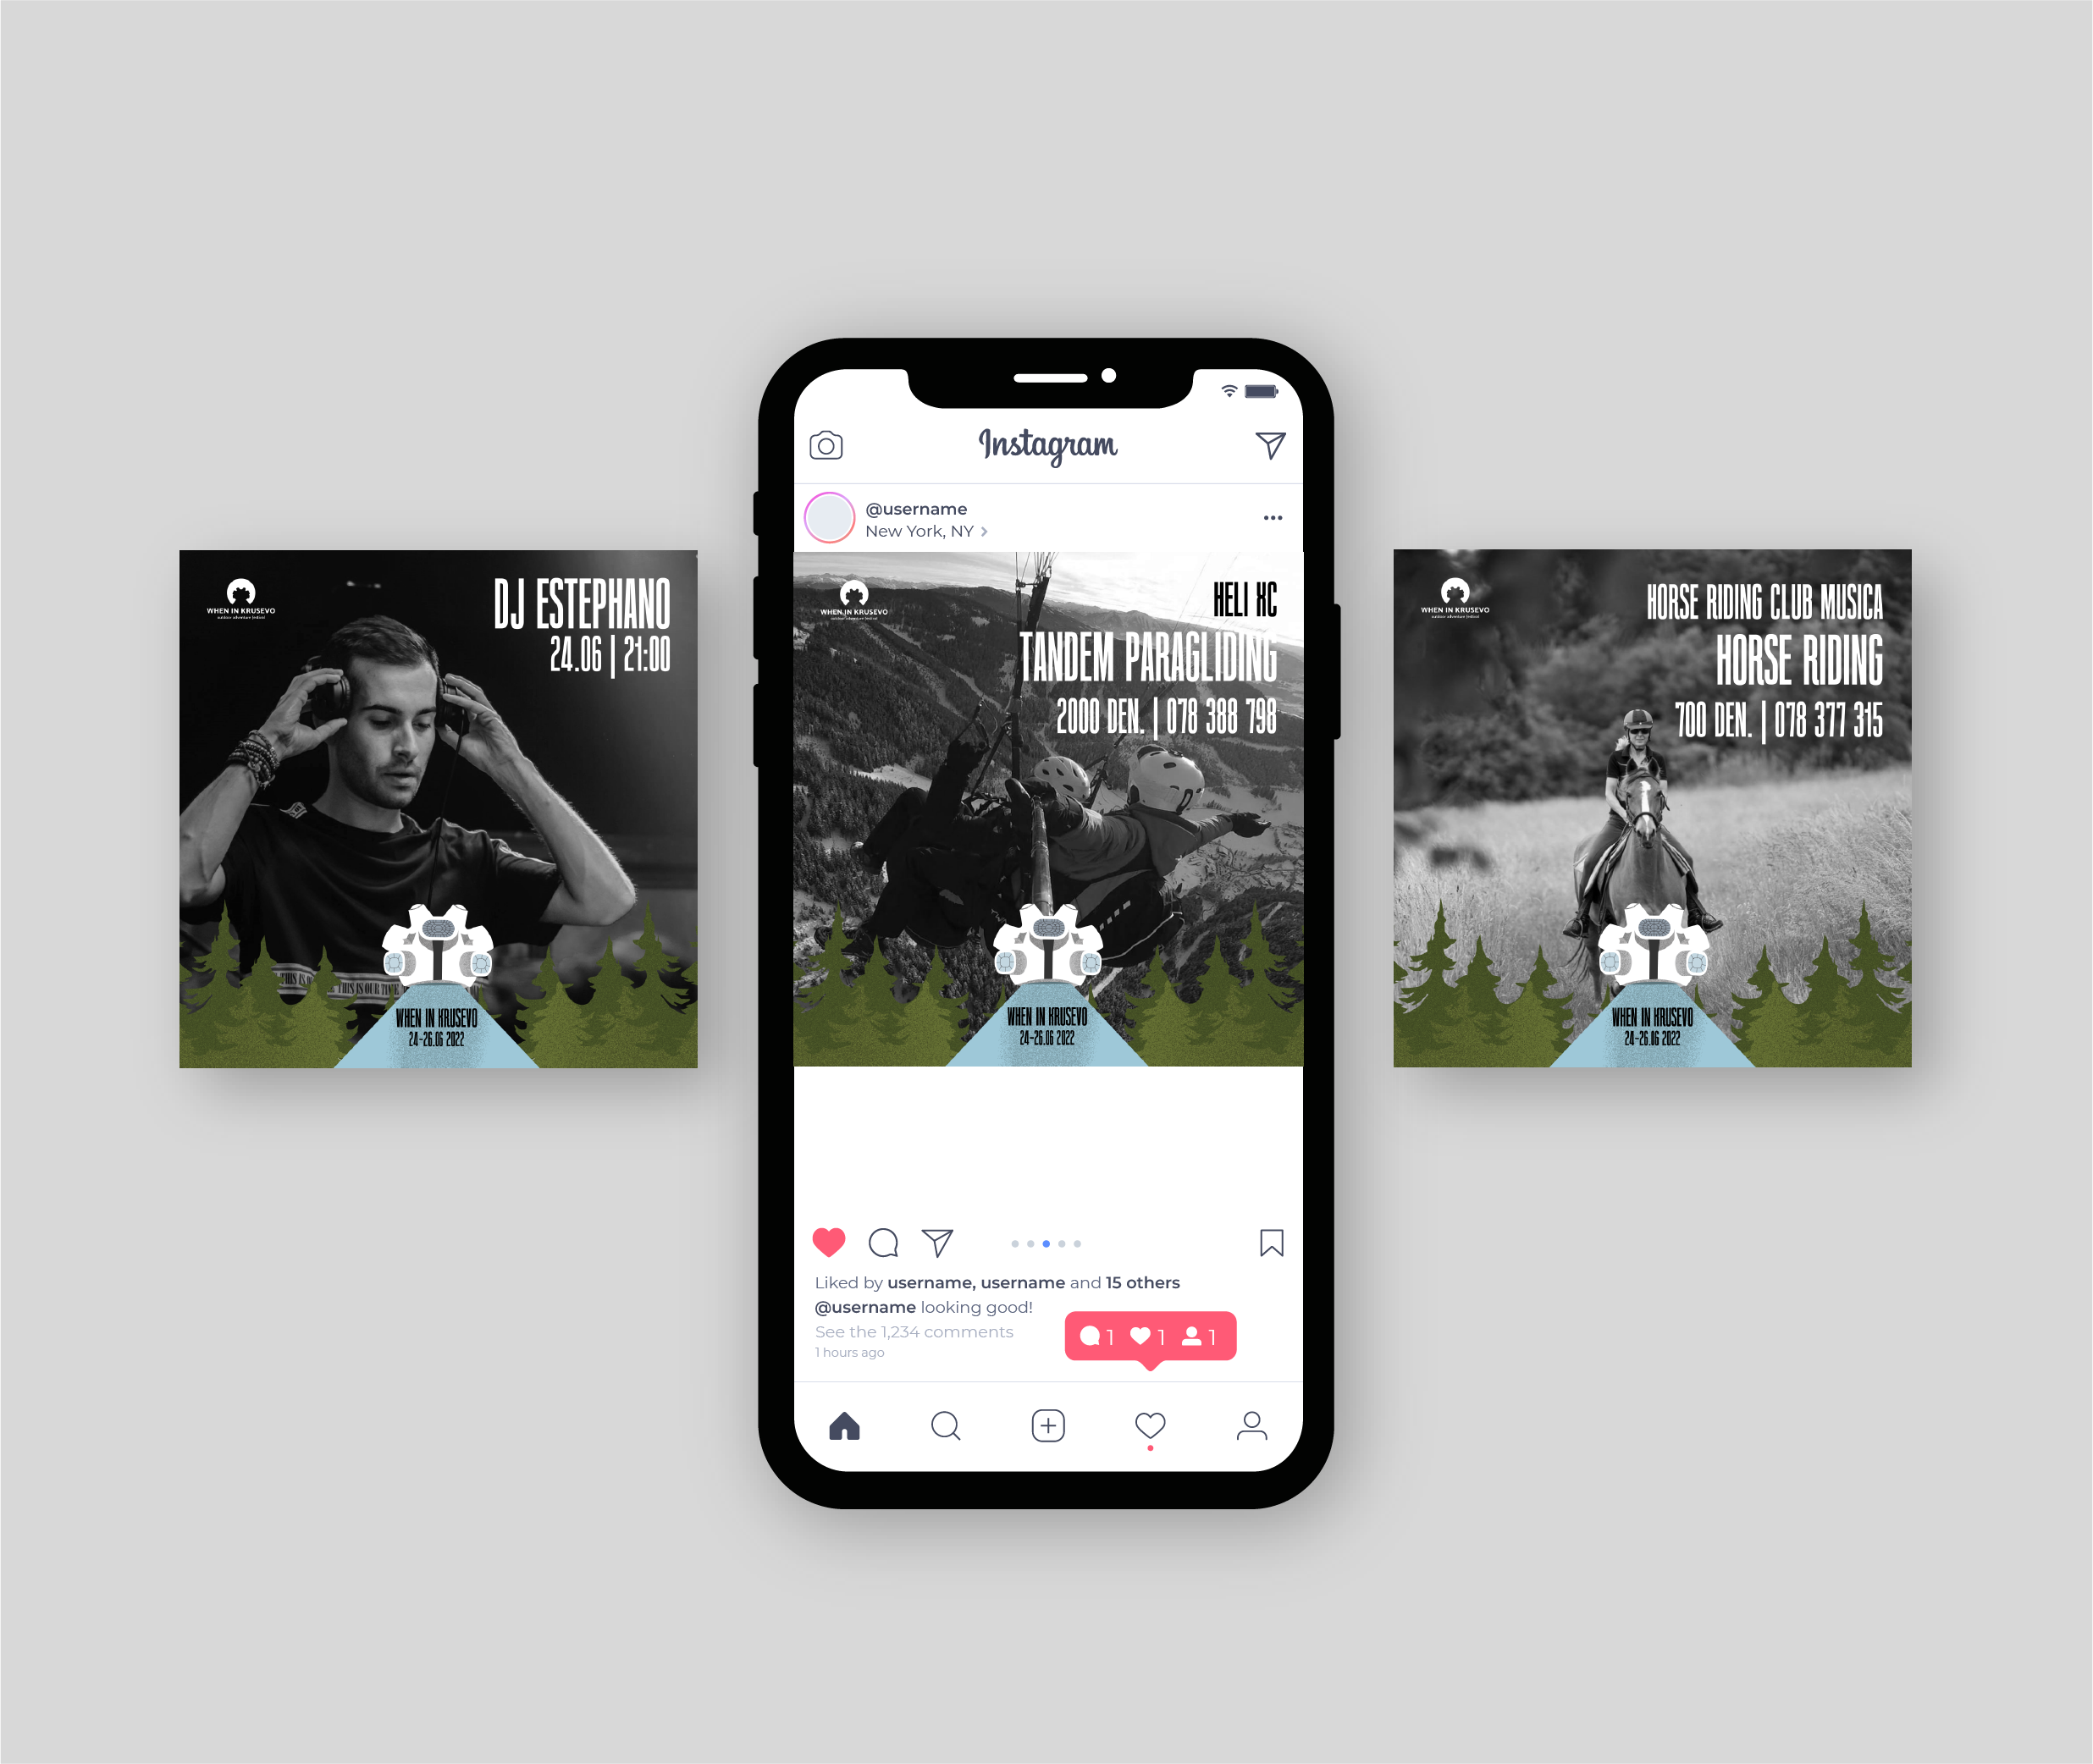 WHEN IN KRUSEVO
outdoor adventure festival
DJ ESTEPHANO
24.06 | 21:00
THIS IS OUR TIME
WHEN IN KRUSEVO
24-26.06 2022
Instagram
@username
New York, NY >
WHEN IN KRUSEVO
outdoor adventure festival
HELI XC
TANDEM PARAGLIDING
2000 DEN. | 078 388 798
WHEN IN KRUSEVO
24-26.06 2022
Liked by username, username and 15 others
@username looking good!
See the 1,234 comments
1 hours ago
1 1 1
WHEN IN KRUSEVO
outdoor adventure festival
HORSE RIDING CLUB MUSICA
HORSE RIDING
700 DEN. | 078 377 315
WHEN IN KRUSEVO
24-26.06 2022